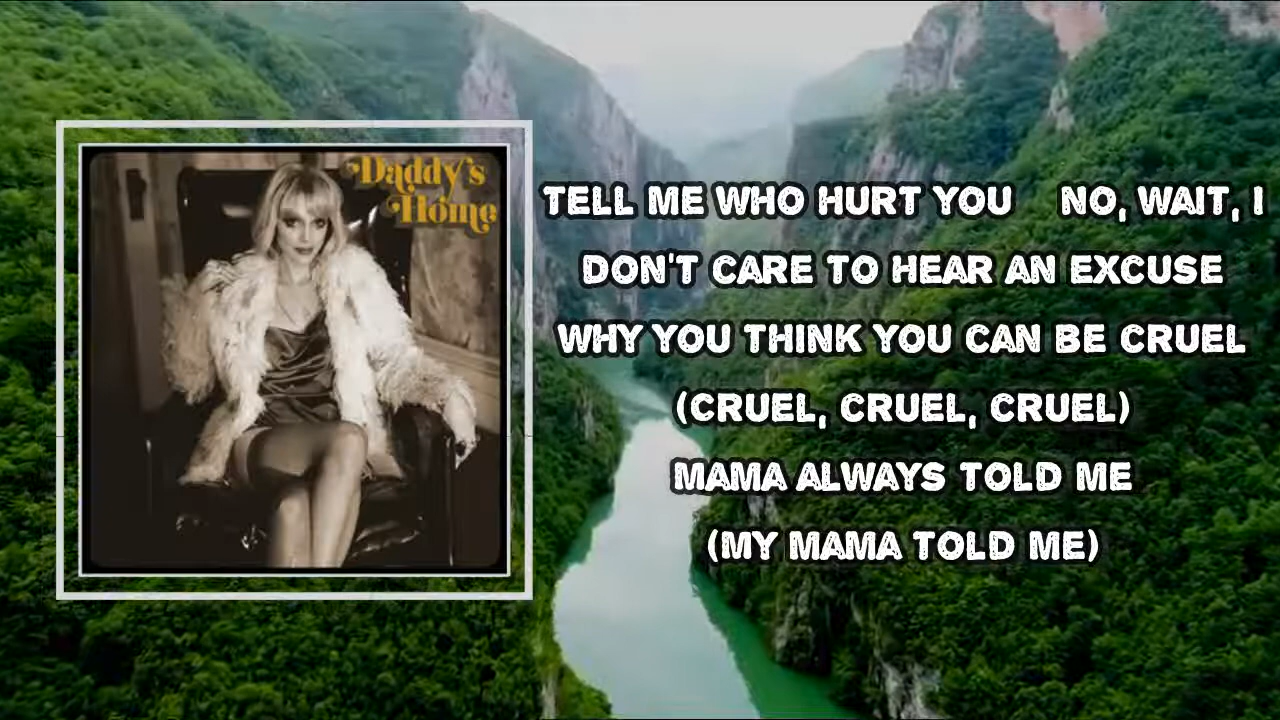 Daddy's
Home
TELL ME WHO HURT YOU NO, WAIT, I
DON'T CARE TO HEAR AN EXCUSE
WHY YOU THINK YOU CAN BE CRUEL
(CRUEL, CRUEL, CRUEL)
MAMA ALWAYS TOLD ME
(MY MAMA TOLD ME)